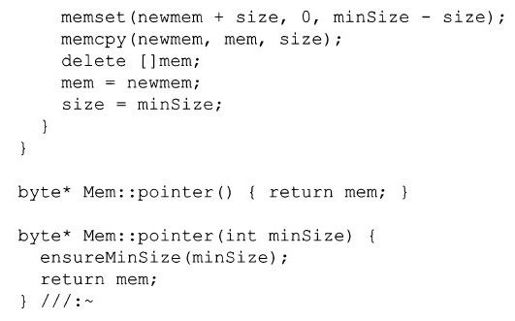 memset(newmem + size, 0, minSize - size);
memcpy(newmem, mem, size);
delete []mem;
mem = newmem;
size = minSize;
}
}
byte* Mem::pointer() { return mem; }
byte* Mem::pointer(int minSize) {
ensureMinSize(minSize);
return mem;
} ///:~